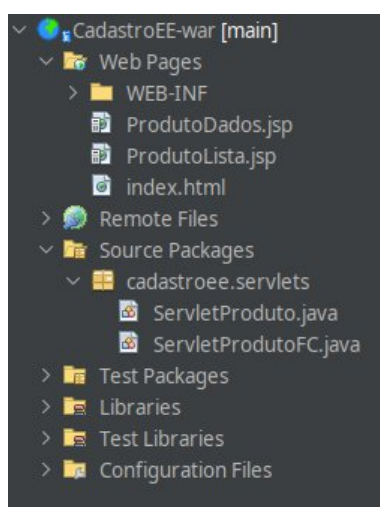 CadastroEE-war [main]
Web Pages
WEB-INF
ProdutoDados.jsp
ProdutoLista.jsp
index.html
Remote Files
Source Packages
cadastroee.servlets
ServletProduto.java
ServletProdutoFC.java
Test Packages
Libraries
Test Libraries
Configuration Files